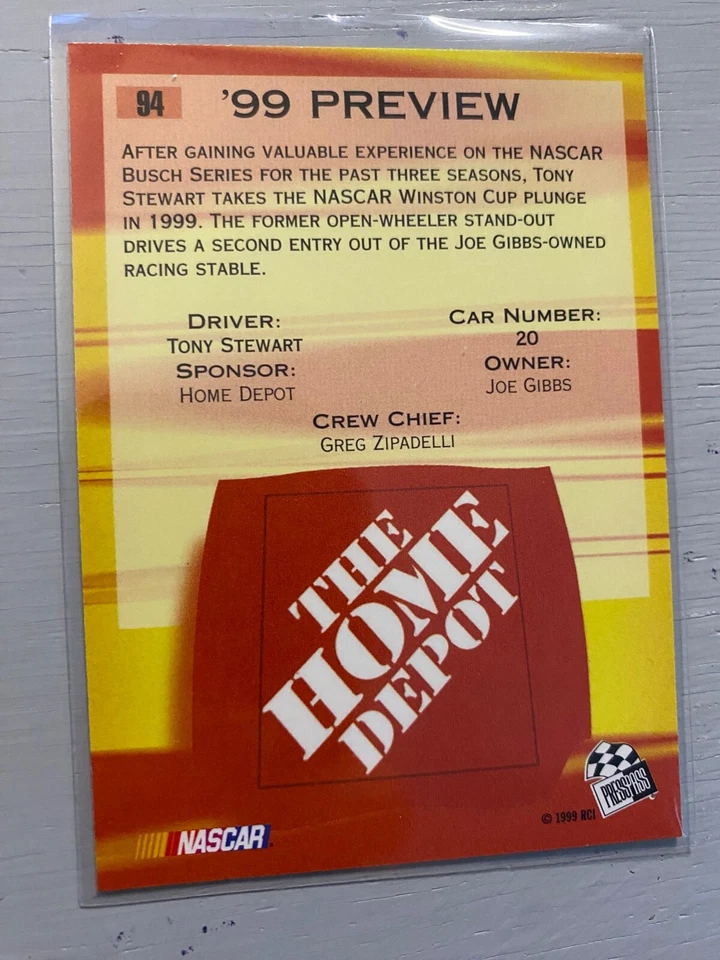 94
'99 PREVIEW
AFTER GAINING VALUABLE EXPERIENCE ON THE NASCAR
BUSCH SERIES FOR THE PAST THREE SEASONS, TONY
STEWART TAKES THE NASCAR WINSTON CUP PLUNGE
IN 1999. THE FORMER OPEN-WHEELER STAND-OUT
DRIVES A SECOND ENTRY OUT OF THE JOE GIBBS-OWNED
RACING STABLE.
DRIVER:
TONY STEWART
SPONSOR:
HOME DEPOT
CAR NUMBER:
20
OWNER:
JOE GIBBS
CREW CHIEF:
GREG ZIPADELLI
THE
HOME
DEPOT
PRESS PASS
© 1999 RCI
NASCAR